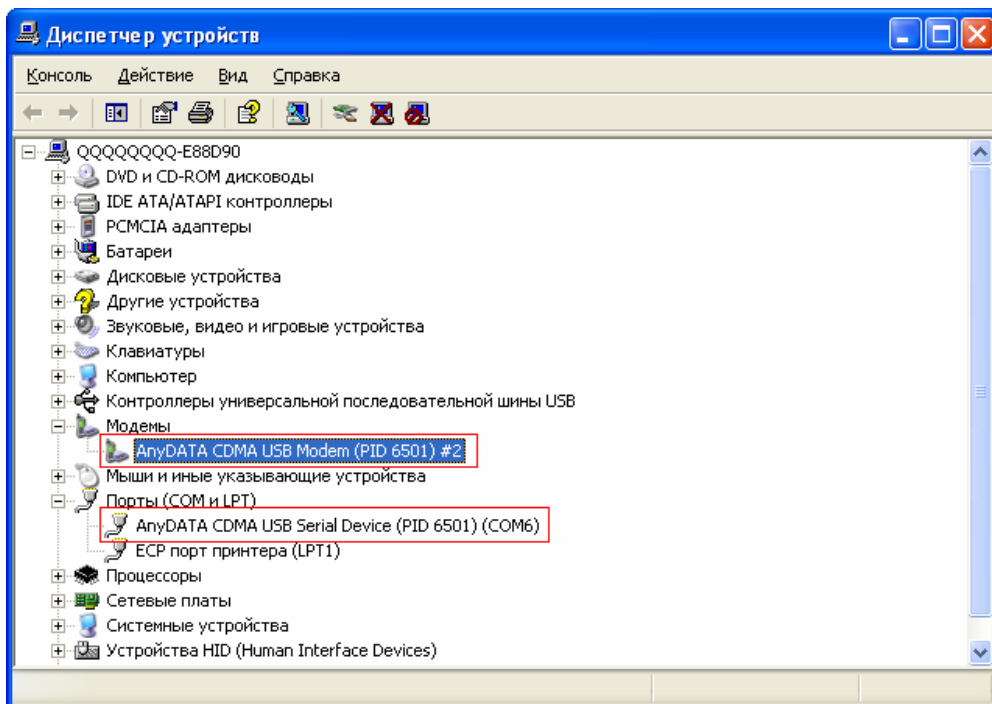 Диспетчер устройств
Консоль Действие Вид Справка
QQQQQQQQ-E88D90
DVD и CD-ROM дисководы
IDE ATA/ATAPI контроллеры
PCMCIA адаптеры
Батареи
Дисковые устройства
Другие устройства
Звуковые, видео и игровые устройства
Клавиатуры
Компьютер
Контроллеры универсальной последовательной шины USB
Модемы
AnyDATA CDMA USB Modem (PID 6501) #2
Мыши и иные указывающие устройства
Порты (COM и LPT)
AnyDATA CDMA USB Serial Device (PID 6501) (COM6)
ECP порт принтера (LPT1)
Процессоры
Сетевые платы
Системные устройства
Устройства HID (Human Interface Devices)